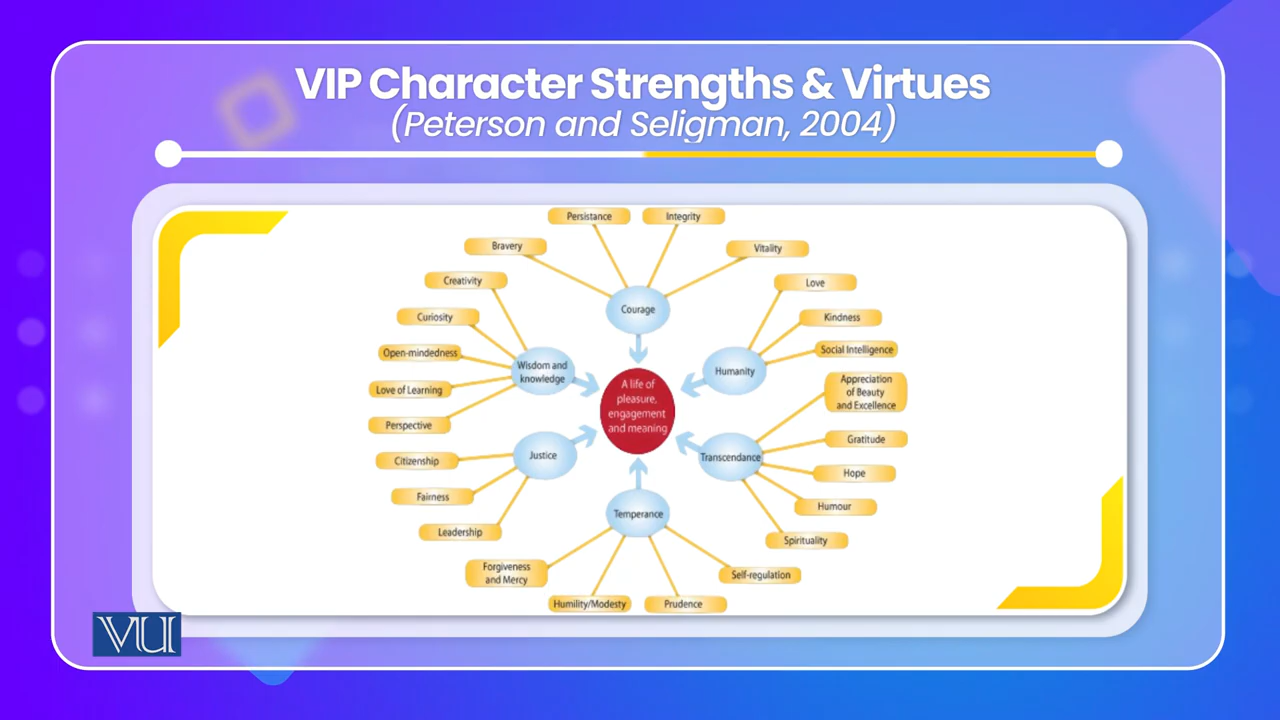 VIP Character Strengths & Virtues
(Peterson and Seligman, 2004)
Persistance
Integrity
Bravery
Vitality
Creativity
Love
Courage
Curiosity
Kindness
Open-mindedness
Social Intelligence
Wisdom and
knowledge
Humanity
Love of Learning
Appreciation
of Beauty
and Excellence
A life of
pleasure,
engagement
and meaning
Perspective
Gratitude
Citizenship
Justice
Transcendance
Hope
Fairness
Humour
Leadership
Temperance
Spirituality
Forgiveness
and Mercy
Self-regulation
Humility/Modesty
Prudence
VU